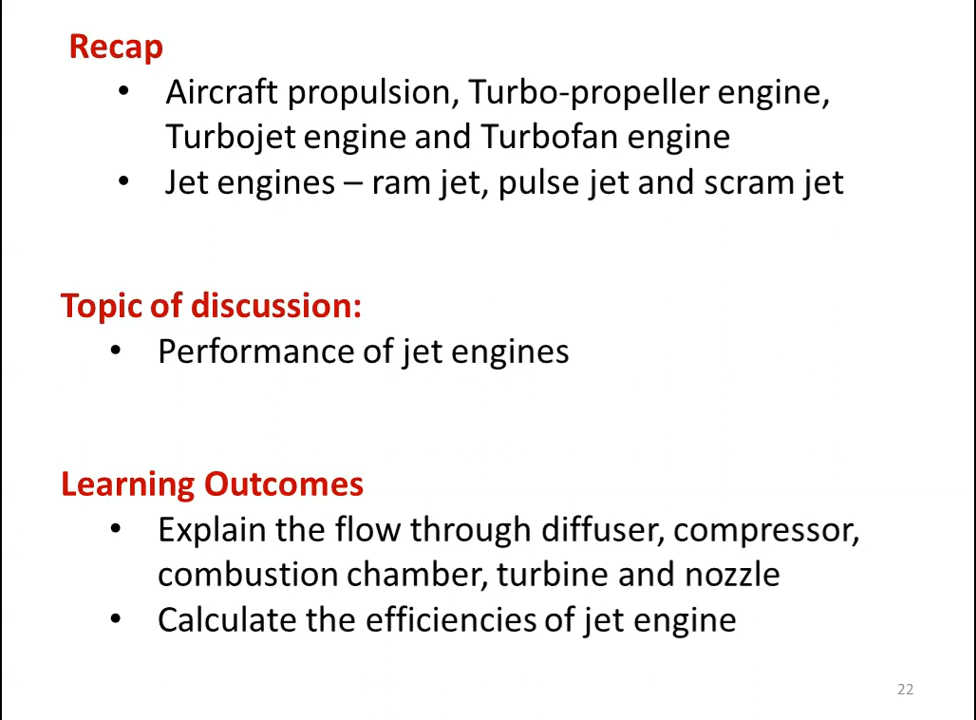 Recap
• Aircraft propulsion, Turbo-propeller engine,
Turbojet engine and Turbofan engine
• Jet engines – ram jet, pulse jet and scram jet
Topic of discussion:
• Performance of jet engines
Learning Outcomes
• Explain the flow through diffuser, compressor,
combustion chamber, turbine and nozzle
• Calculate the efficiencies of jet engine
22